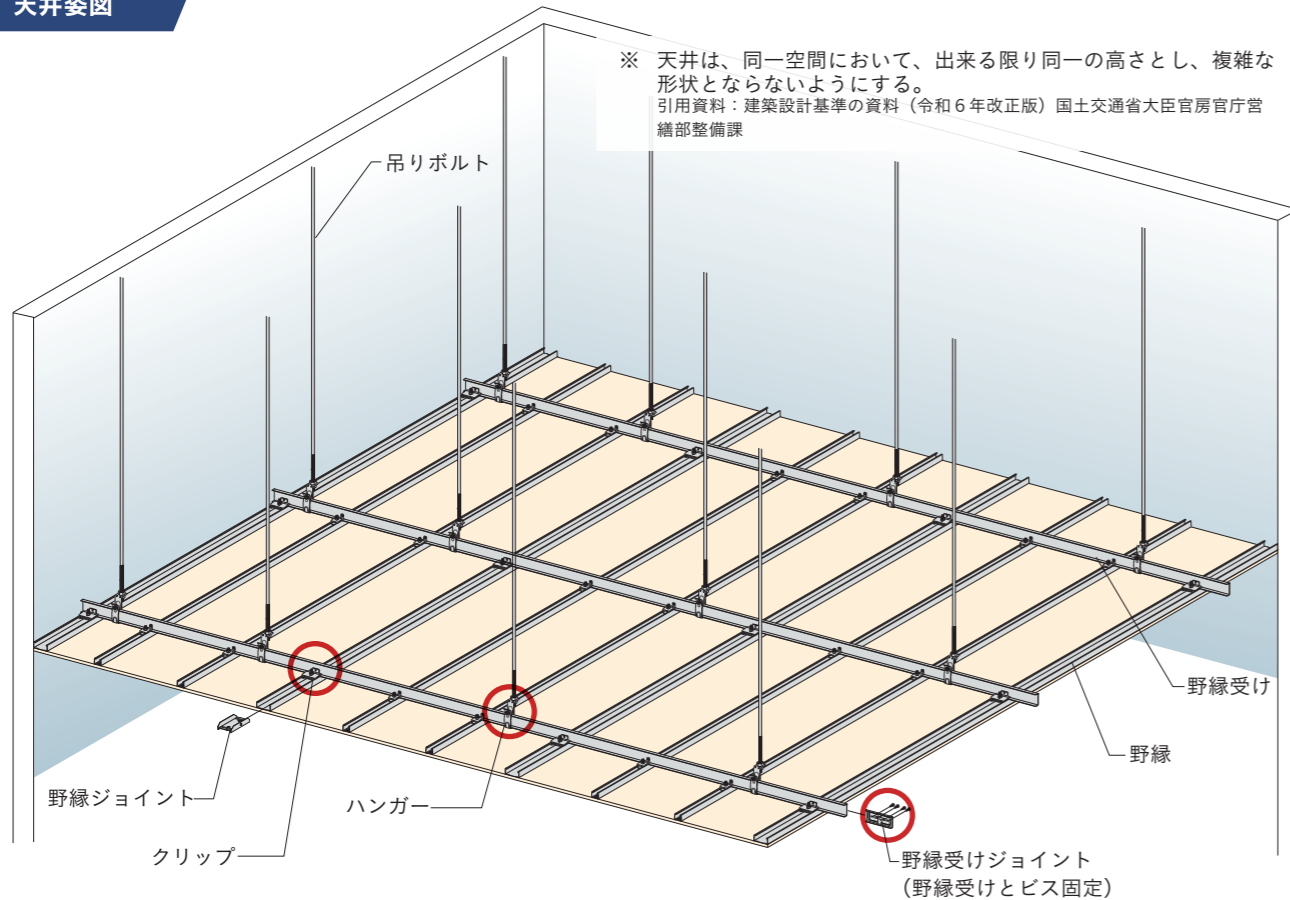 天井姿図
※ 天井は、同一空間において、出来る限り同一の高さとし、複雑な
形状とならないようにする。
引用資料：建築設計基準の資料（令和６年改正版）国土交通省大臣官房官庁営
繕部整備課
吊りボルト
野縁受け
野縁
野縁ジョイント
ハンガー
クリップ
野縁受けジョイント
（野縁受けとビス固定）